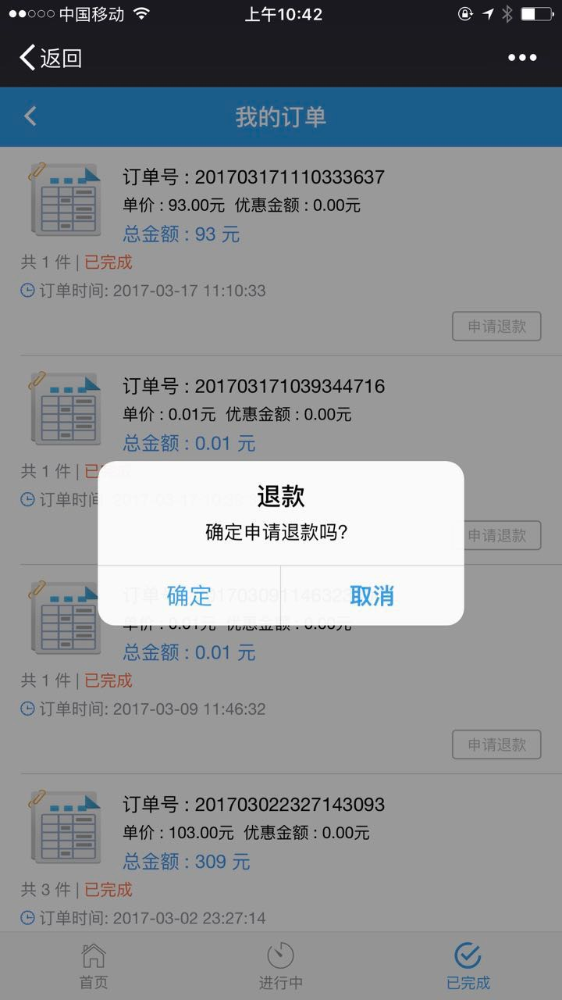 中国移动 上午10:42
返回
我的订单
订单号 : 201703171110333637
单价 : 93.00元 优惠金额 : 0.00元
总金额 : 93 元
共 1 件 | 已完成
订单时间: 2017-03-17 11:10:33
申请退款
订单号 : 201703171039344716
单价 : 0.01元 优惠金额 : 0.00元
总金额 : 0.01 元
共 1 件 | 已完成
订单时间
申请退款
退款
确定申请退款吗?
确定 取消
单价 : 0.01元 优惠金额 : 0.00元
总金额 : 0.01 元
共 1 件 | 已完成
订单时间: 2017-03-09 11:46:32
申请退款
订单号 : 201703022327143093
单价 : 103.00元 优惠金额 : 0.00元
总金额 : 309 元
共 3 件 | 已完成
订单时间: 2017-03-02 23:27:14
首页 进行中 已完成